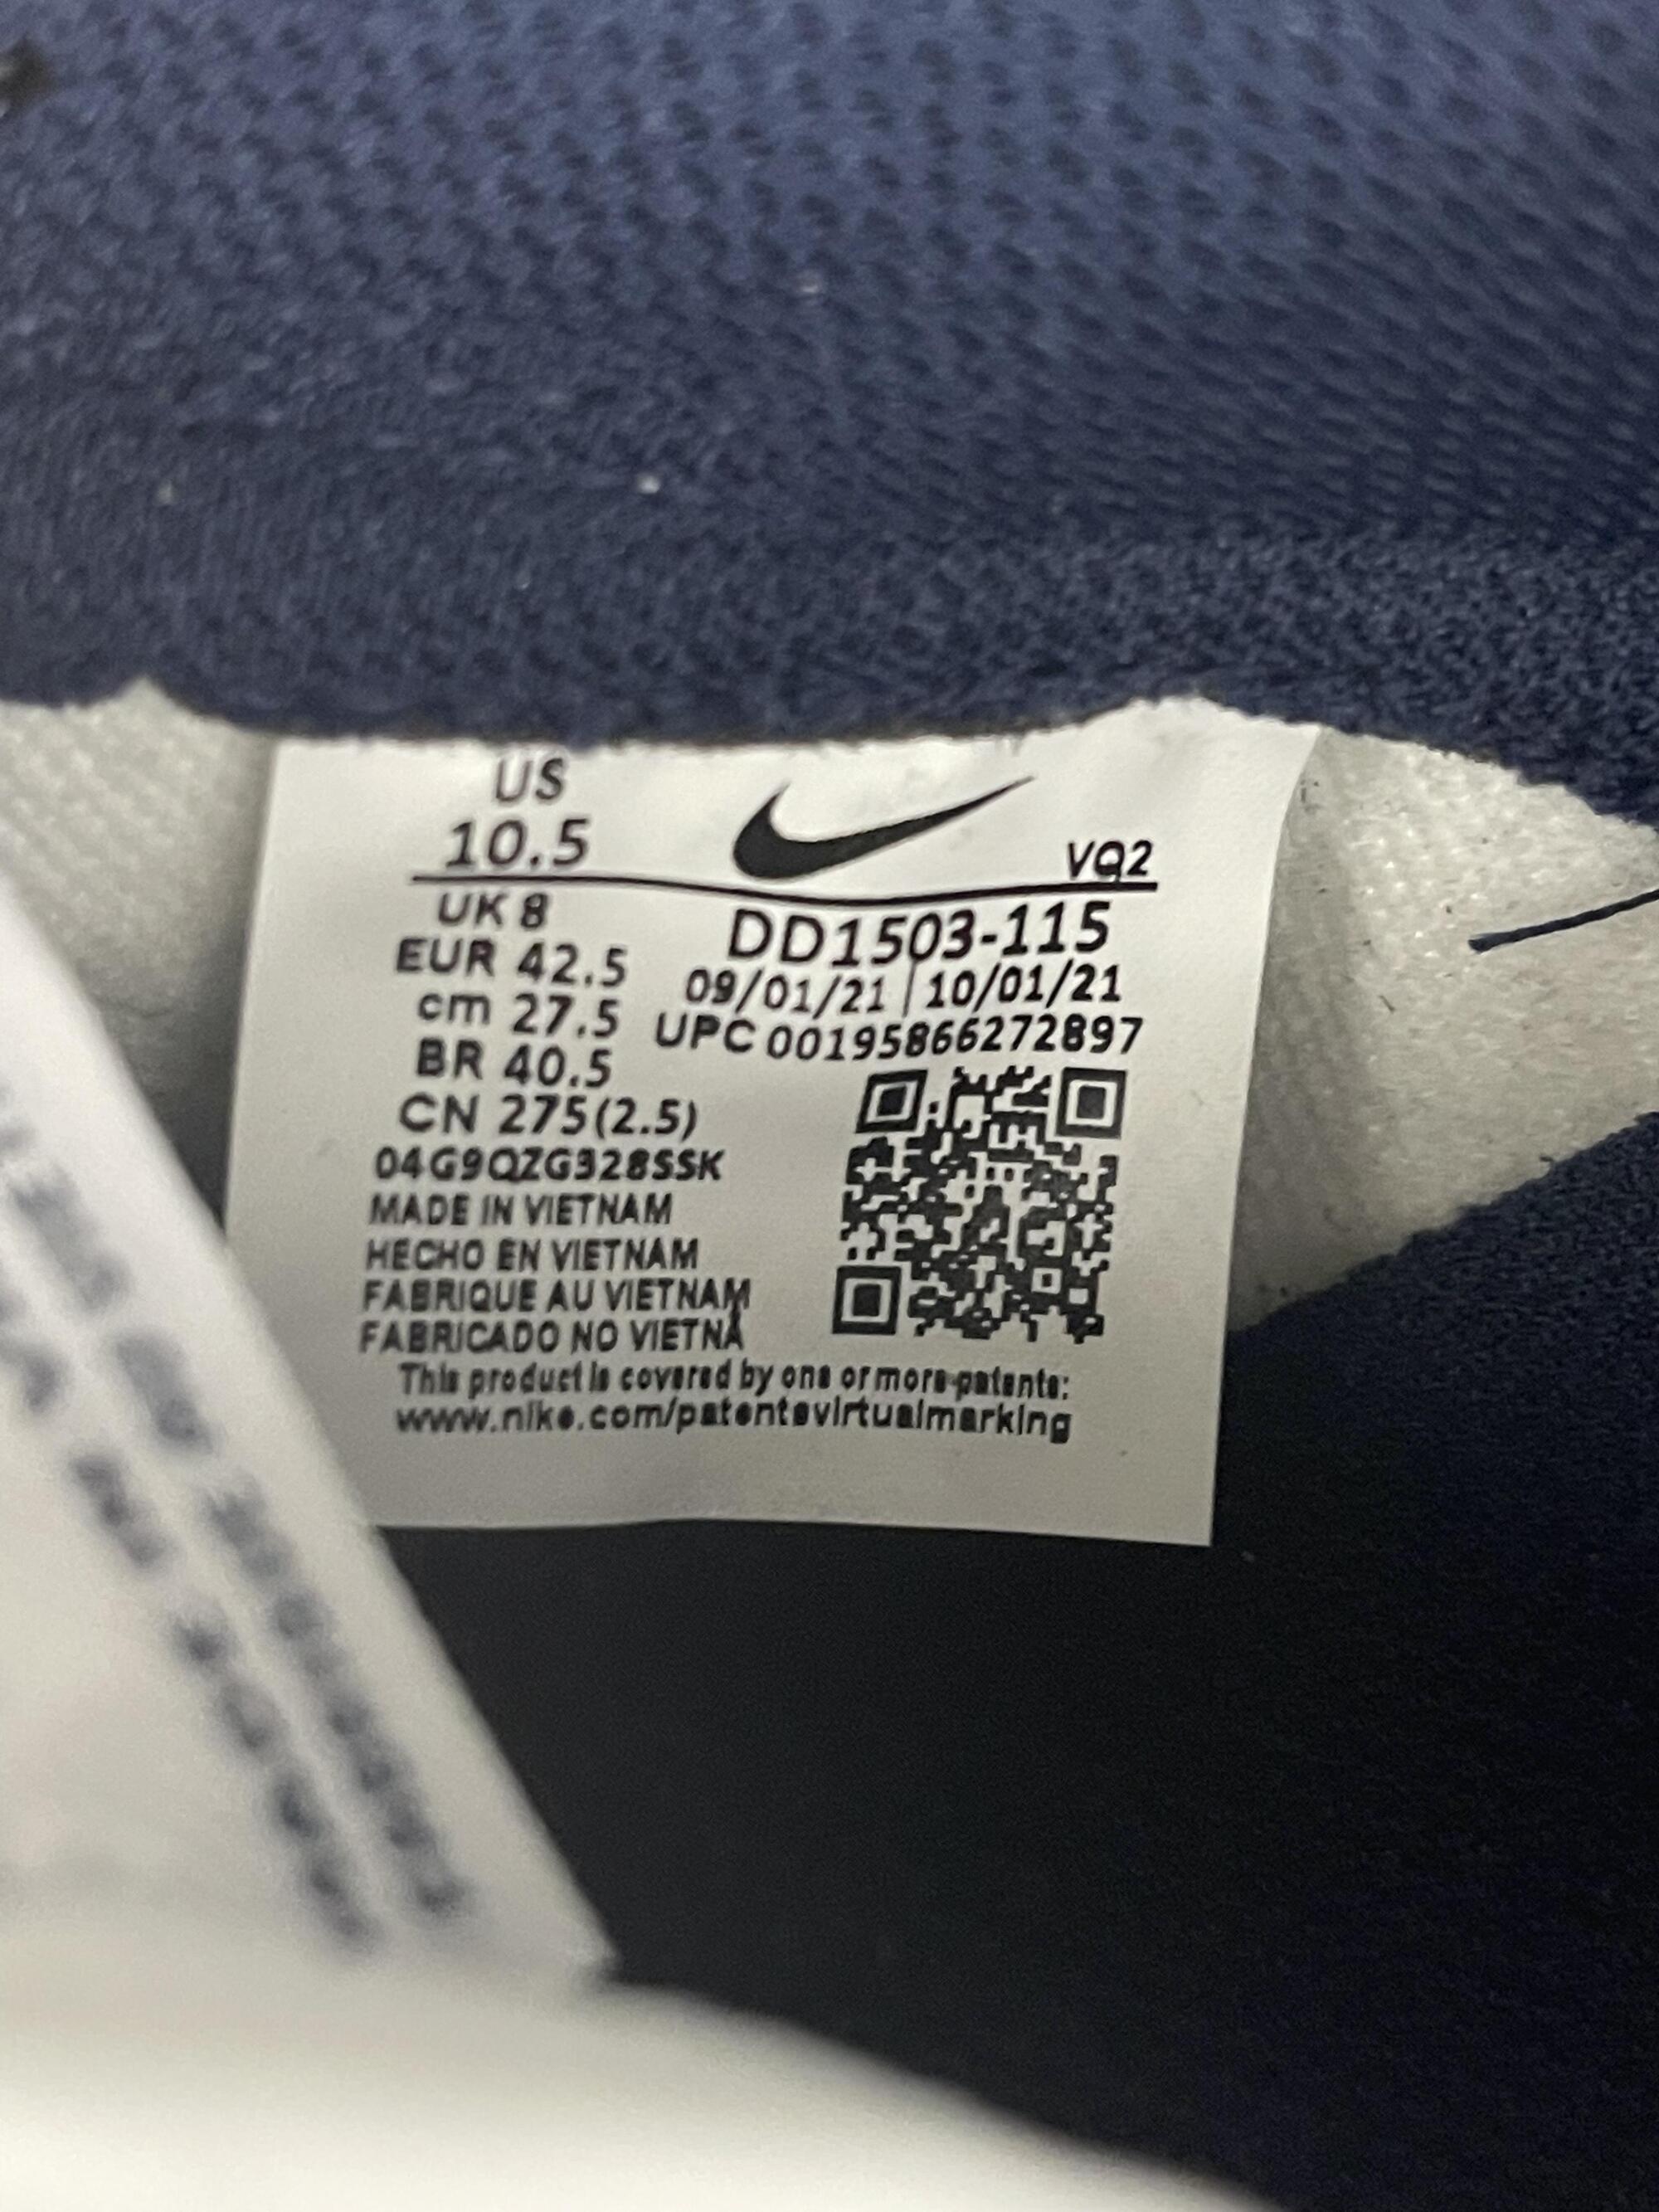 US
10.5
VQ2
UK 8
EUR 42.5
cm 27.5
BR 40.5
CN 275(2.5)
DD1503-115
09/01/21 | 10/01/21
UPC 00195866272897
04G9QZG328SSK
MADE IN VIETNAM
HECHO EN VIETNAM
FABRIQUE AU VIETNAM
FABRICADO NO VIETNÃ
This product is covered by one or more patents:
www.nike.com/patentsvirtualmarking